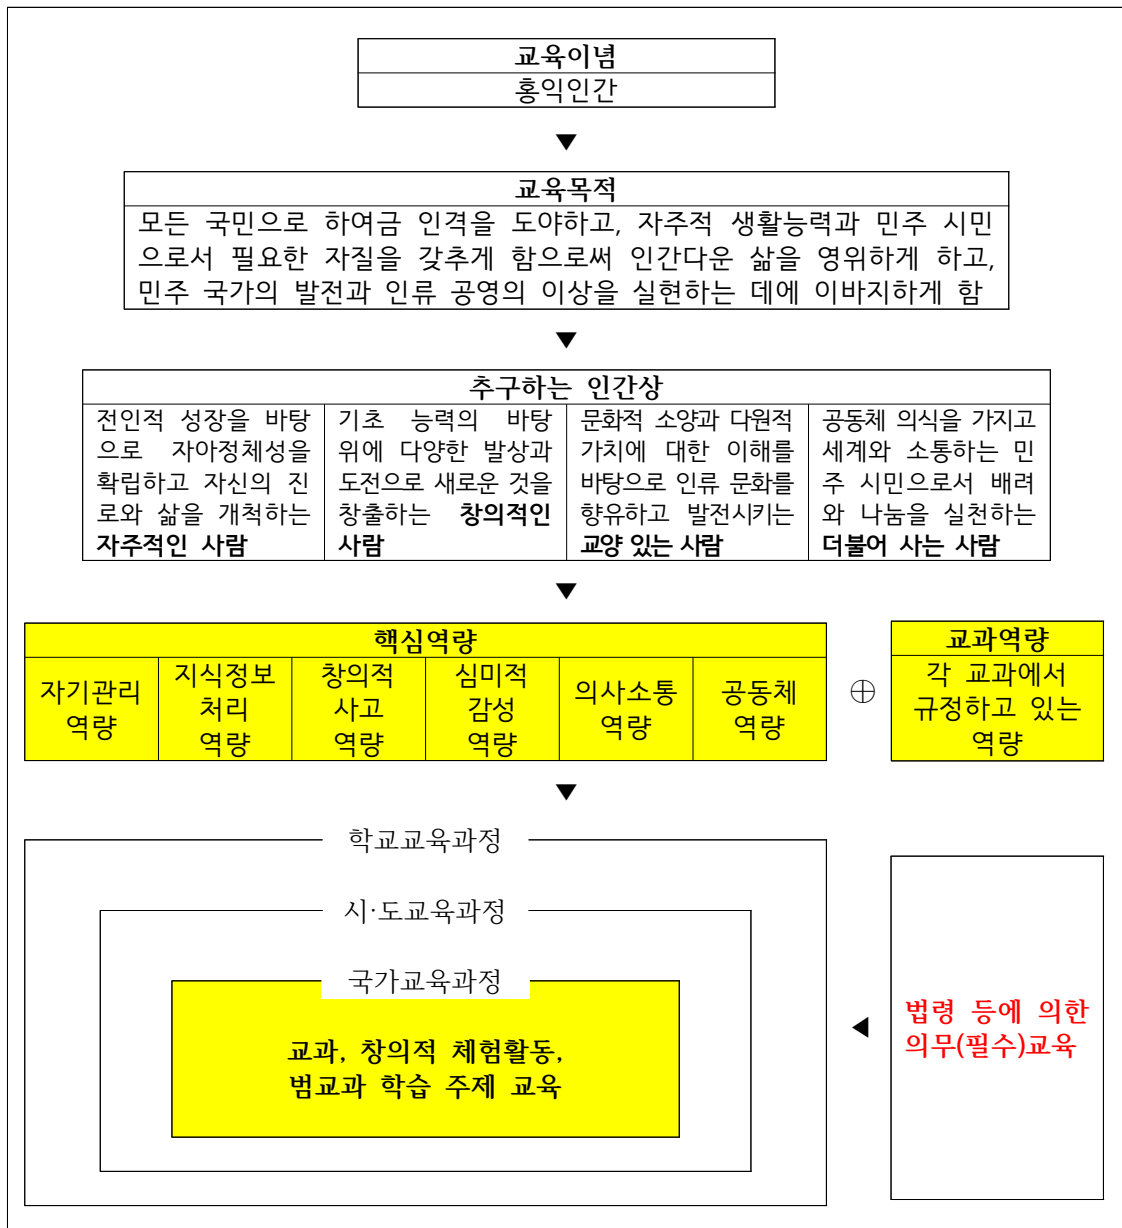 교육이념
홍익인간
▼
교육목적
모든 국민으로 하여금 인격을 도야하고, 자주적 생활능력과 민주 시민
으로서 필요한 자질을 갖추게 함으로써 인간다운 삶을 영위하게 하고,
민주 국가의 발전과 인류 공영의 이상을 실현하는 데에 이바지하게 함
▼
추구하는 인간상
전인적 성장을 바탕
으로 자아정체성을
확립하고 자신의 진
로와 삶을 개척하는
자주적인 사람
기초 능력의 바탕
위에 다양한 발상과
도전으로 새로운 것을
창출하는 창의적인
사람
문화적 소양과 다원적
가치에 대한 이해를
바탕으로 인류 문화를
향유하고 발전시키는
교양 있는 사람
공동체 의식을 가지고
세계와 소통하는 민
주 시민으로서 배려
와 나눔을 실천하는
더불어 사는 사람
▼
핵심역량
자기관리
역량
지식정보
처리
역량
창의적
사고
역량
심미적
감성
역량
의사소통
역량
공동체
역량
⊕
교과역량
각 교과에서
규정하고 있는
역량
▼
학교교육과정
시·도교육과정
국가교육과정
교과, 창의적 체험활동,
범교과 학습 주제 교육
◀
법령 등에 의한
의무(필수)교육